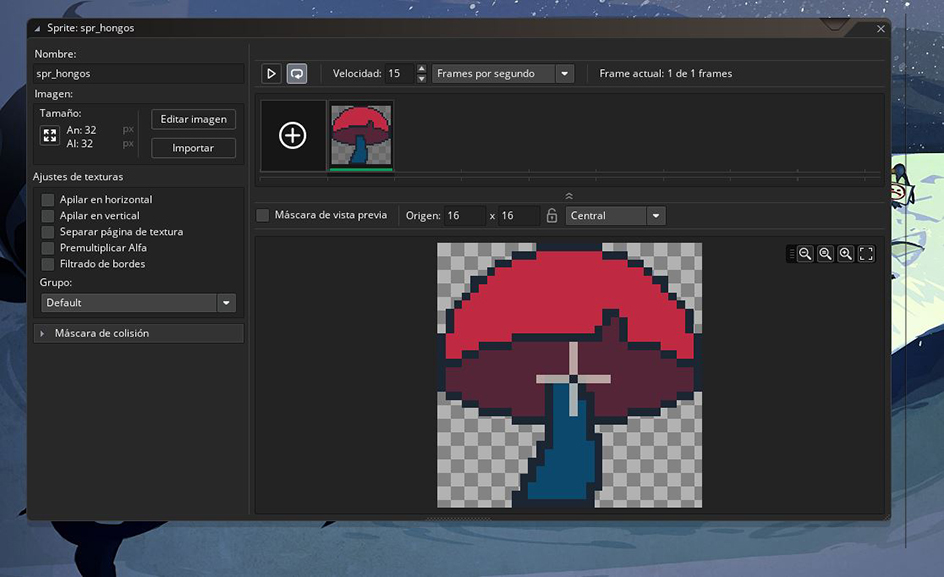 Sprite: spr_hongos
Nombre:
spr_hongos
Imagen:
Tamaño:
An: 32 px
Al: 32 px
Editar imagen
Importar
Ajustes de texturas
Apilar en horizontal
Apilar en vertical
Separar página de textura
Premultiplicar Alfa
Filtrado de bordes
Grupo:
Default
Máscara de colisión
Velocidad: 15 Frames por segundo Frame actual: 1 de 1 frames
Máscara de vista previa Origen: 16 x 16 Central